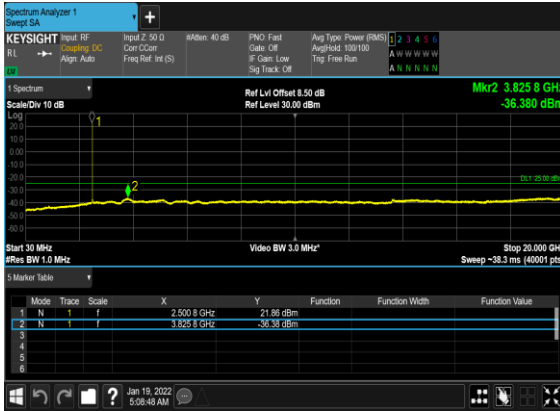 Spectrum Analyzer 1
Swept SA
KEYSIGHT Input: RF Input Z: 50 Ω #Atten: 40 dB PNO: Fast Avg Type: Power (RMS) 1 2 3 4 5 6
RL Coupling: DC Corr CCorr Gate: Off Avg|Hold: 100/100 A W W W W W
Align: Auto Freq Ref: Int (S) IF Gain: Low Trig: Free Run
Sig Track: Off A N N N N N
1 Spectrum Ref Lvl Offset 8.50 dB Mkr2 3.825 8 GHz
Scale/Div 10 dB Ref Level 30.00 dBm -36.380 dBm
Log
20.0
10.0
0.00
-10.0
-20.0
-30.0
-40.0
-50.0
-60.0
1
2
DL1 -25.00 dBm
Start 30 MHz Video BW 3.0 MHz* Stop 20.000 GHz
#Res BW 1.0 MHz Sweep ~38.3 ms (40001 pts)
5 Marker Table
Mode Trace Scale X Y Function Function Width Function Value
1 N 1 f 2.500 8 GHz 21.86 dBm
2 N 1 f 3.825 8 GHz -36.38 dBm
3
4
5
6
? Jan 19, 2022
5:08:48 AM